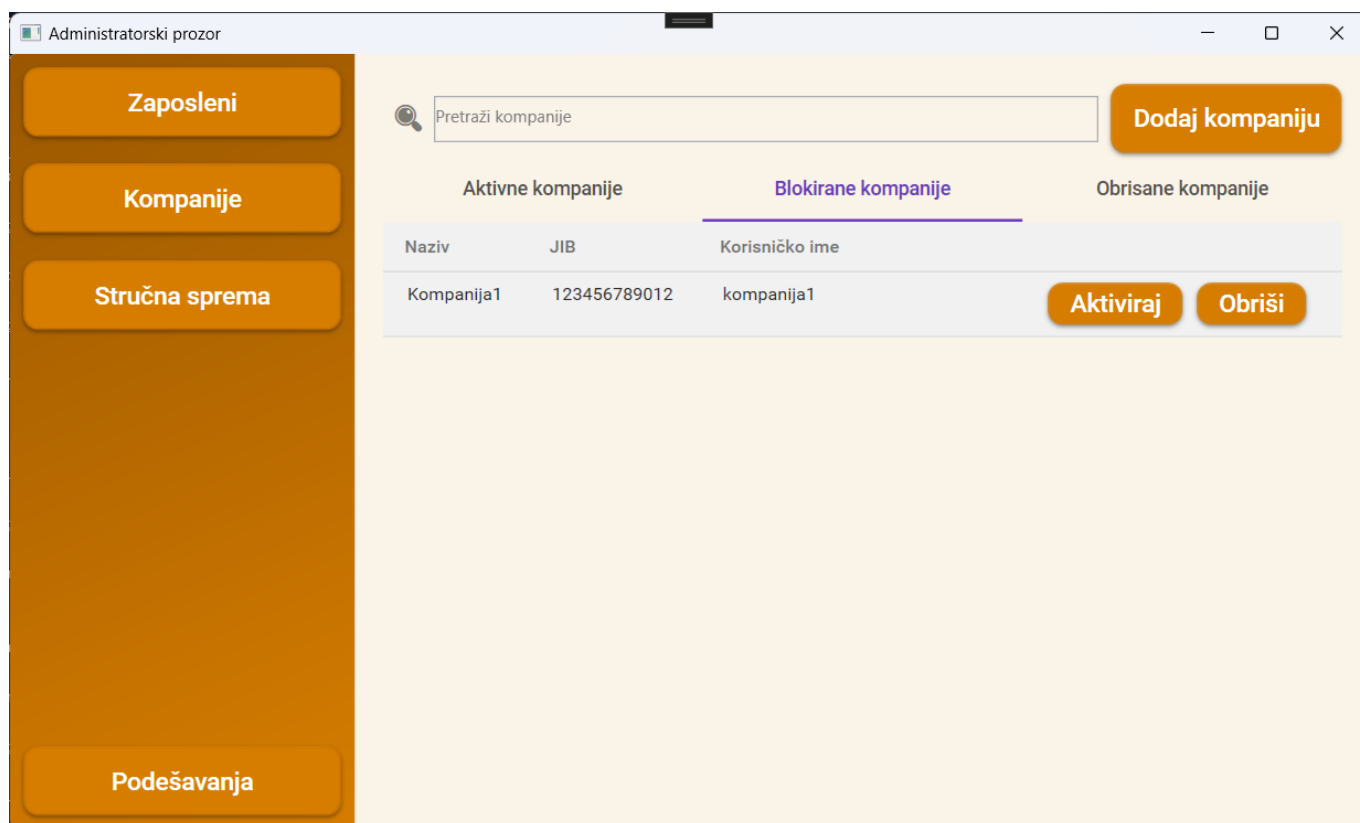 Administratorski prozor
Zaposleni
Kompanije
Stručna sprema
Podešavanja
Pretraži kompanije
Dodaj kompaniju
Aktivne kompanije Blokirane kompanije Obrisane kompanije
Naziv JIB Korisničko ime
Kompanija1 123456789012 kompanija1 Aktiviraj Obriši